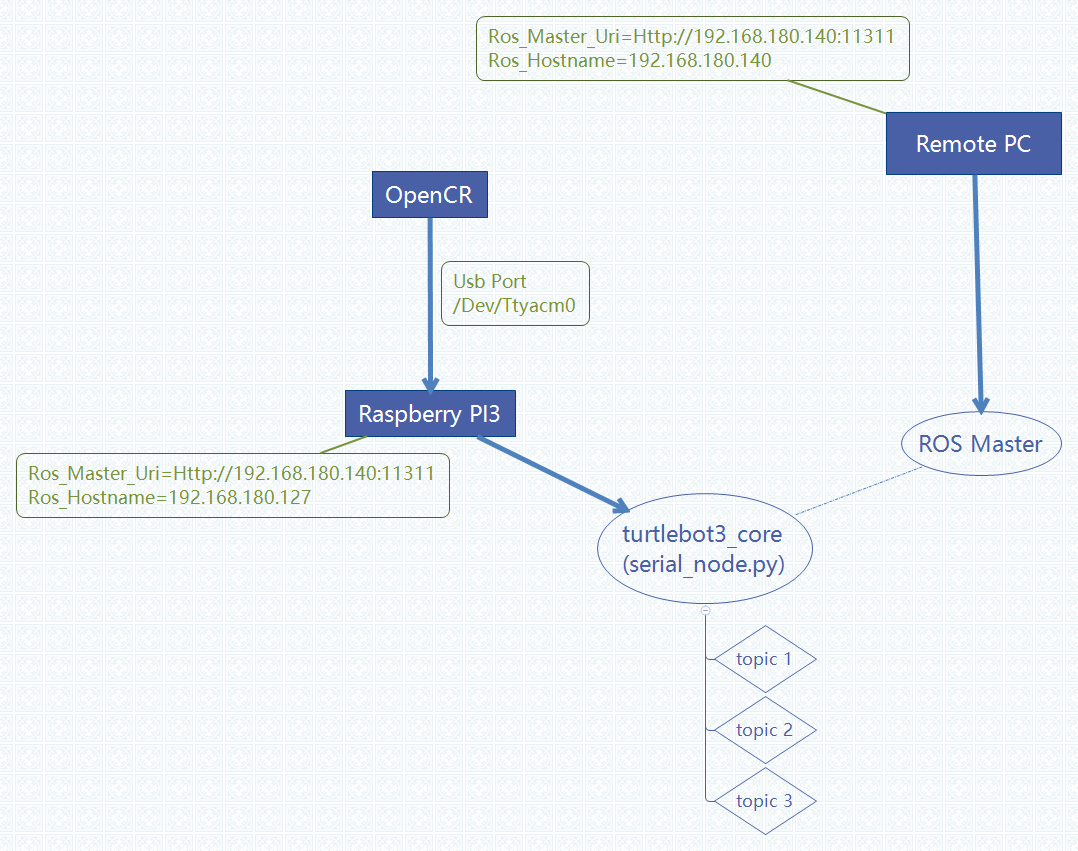 Ros_Master_Uri=Http://192.168.180.140:11311
Ros_Hostname=192.168.180.140
Remote PC
OpenCR
Usb Port
/Dev/Ttyacm0
Raspberry PI3
Ros_Master_Uri=Http://192.168.180.140:11311
Ros_Hostname=192.168.180.127
ROS Master
turtlebot3_core
(serial_node.py)
topic 1
topic 2
topic 3